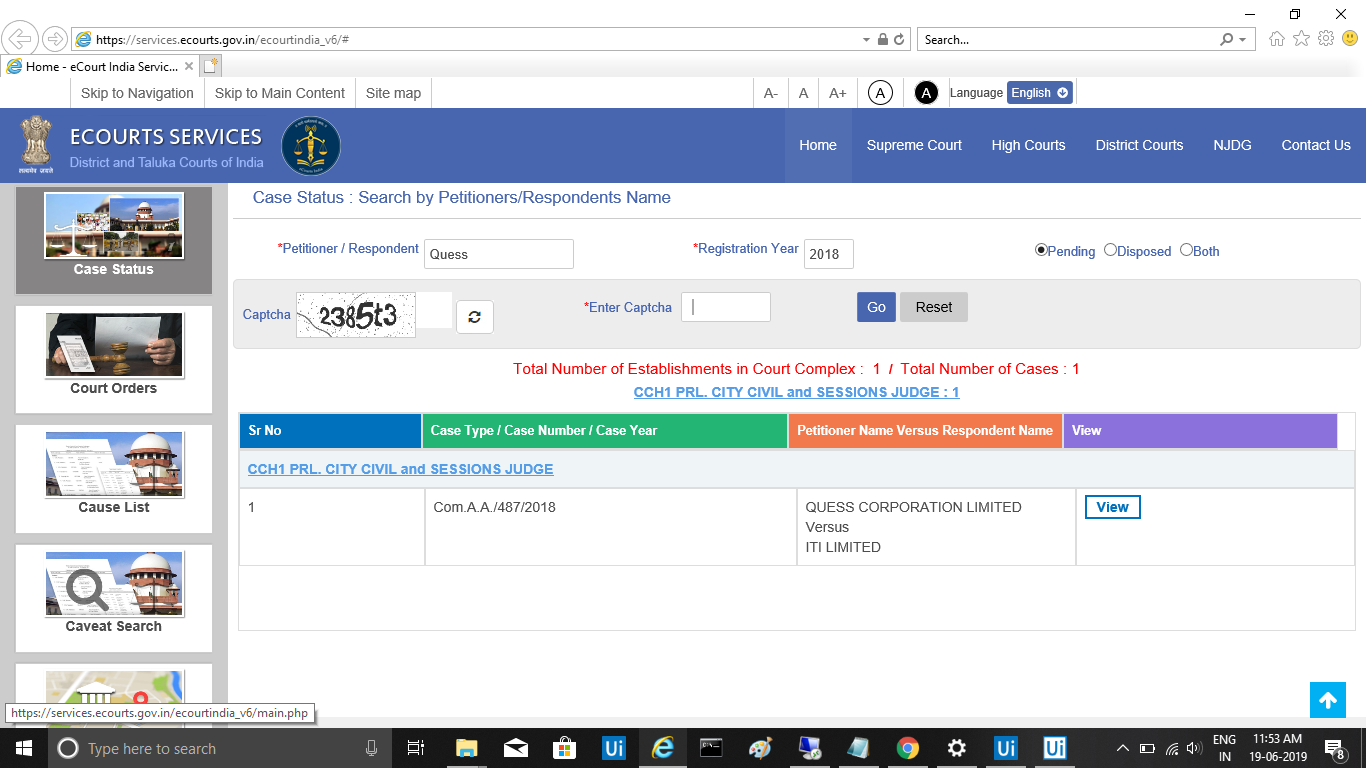 https://services.ecourts.gov.in/ecourtindia_v6/#
Search...
Home - eCourt India Servic...
Skip to Navigation
Skip to Main Content
Site map
A-
A
A+
A
A
Language
English
ECOURTS SERVICES
District and Taluka Courts of India
सत्यमेव जयते
Home
Supreme Court
High Courts
District Courts
NJDG
Contact Us
Case Status
Court Orders
Cause List
Caveat Search
Case Status : Search by Petitioners/Respondents Name
*Petitioner / Respondent
Quess
*Registration Year
2018
Pending
Disposed
Both
Captcha
2385t3
*Enter Captcha
Go
Reset
Total Number of Establishments in Court Complex : 1 / Total Number of Cases : 1
CCH1 PRL. CITY CIVIL and SESSIONS JUDGE : 1
Sr No
Case Type / Case Number / Case Year
Petitioner Name Versus Respondent Name
View
CCH1 PRL. CITY CIVIL and SESSIONS JUDGE
1
Com.A.A./487/2018
QUESS CORPORATION LIMITED
Versus
ITI LIMITED
View
https://services.ecourts.gov.in/ecourtindia_v6/main.php
Type here to search
Ui
Ui
Ui
ENG
IN
11:53 AM
19-06-2019
8